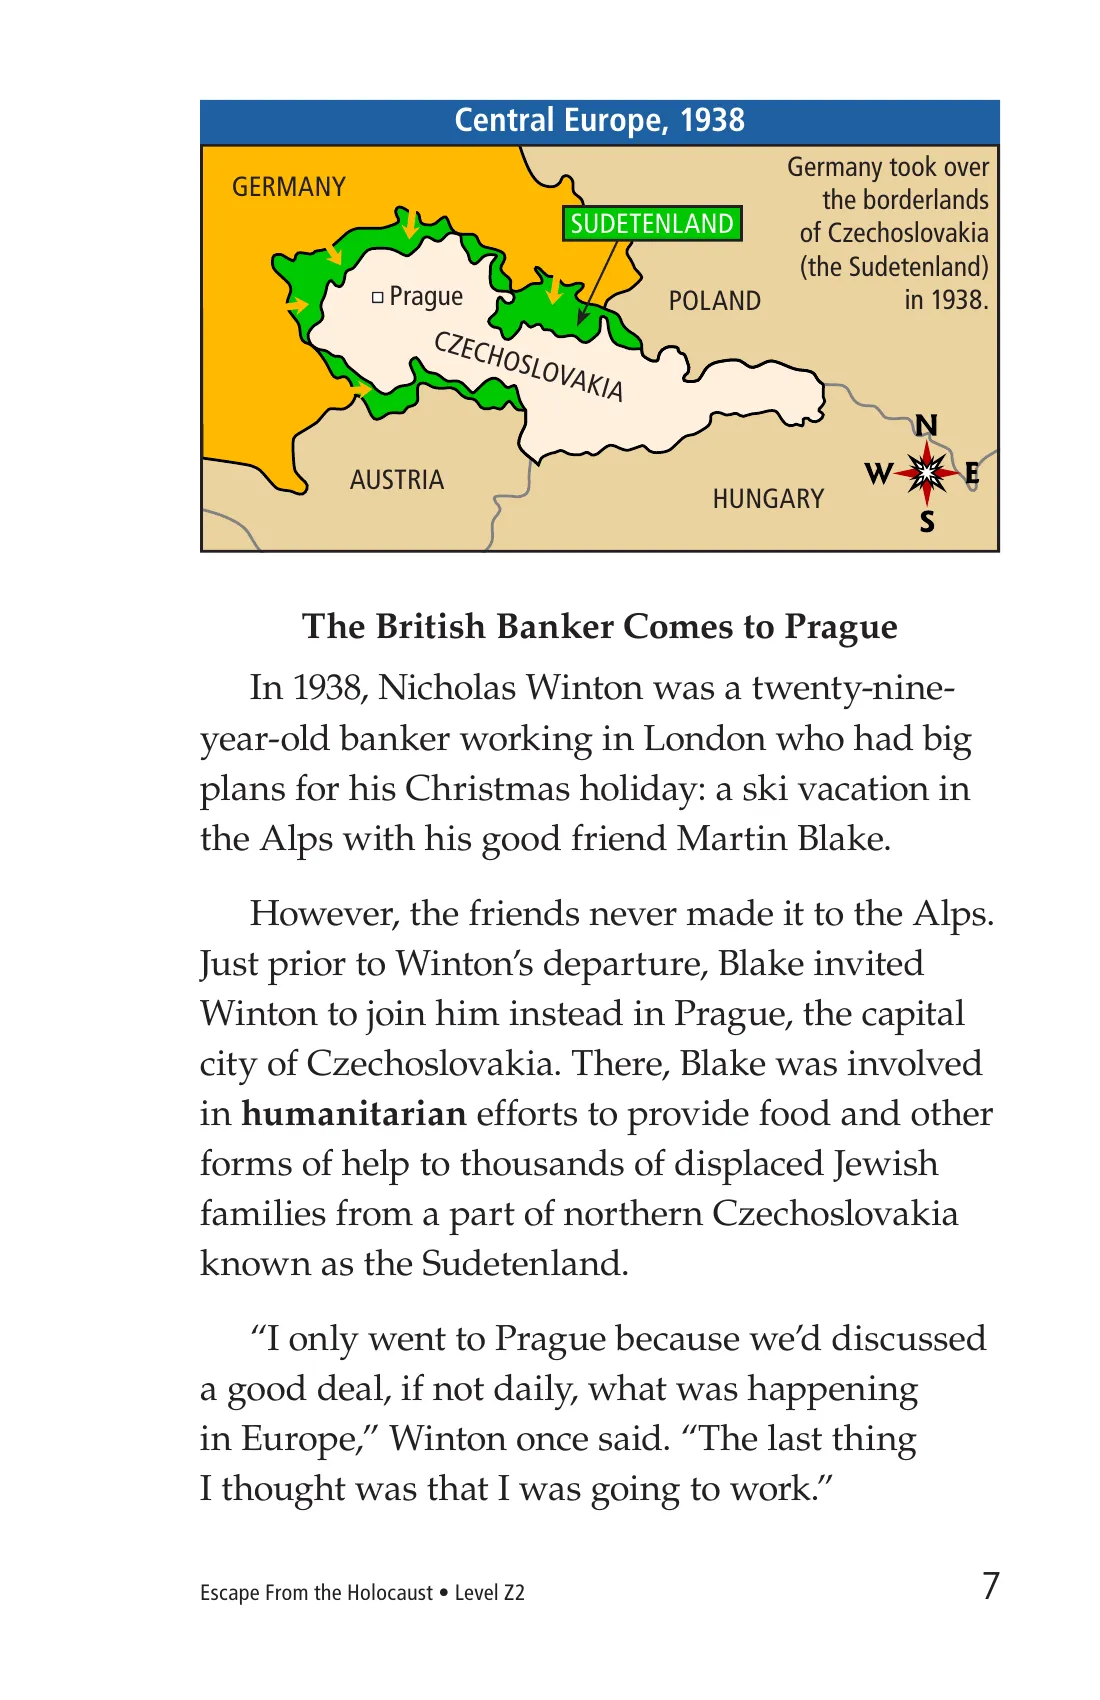 Central Europe, 1938
GERMANY
Germany took over
the borderlands
of Czechoslovakia
(the Sudetenland)
in 1938.
SUDETENLAND
Prague
POLAND
CZECHOSLOVAKIA
AUSTRIA
HUNGARY
N
W
E
S
The British Banker Comes to Prague
In 1938, Nicholas Winton was a twenty-nine-
year-old banker working in London who had big
plans for his Christmas holiday: a ski vacation in
the Alps with his good friend Martin Blake.
However, the friends never made it to the Alps.
Just prior to Winton’s departure, Blake invited
Winton to join him instead in Prague, the capital
city of Czechoslovakia. There, Blake was involved
in humanitarian efforts to provide food and other
forms of help to thousands of displaced Jewish
families from a part of northern Czechoslovakia
known as the Sudetenland.
“I only went to Prague because we’d discussed
a good deal, if not daily, what was happening
in Europe,” Winton once said. “The last thing
I thought was that I was going to work.”
Escape From the Holocaust • Level Z2
7